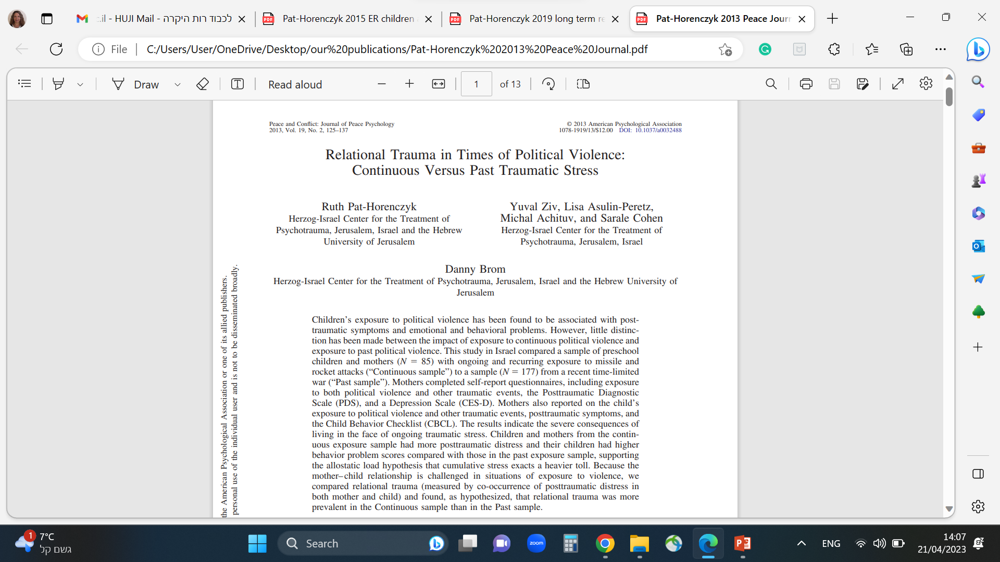 לכבוד רות היקרה - HUJI Mail - .il
Pat-Horenczyk 2015 ER children
Pat-Horenczyk 2019 long term re
Pat-Horenczyk 2013 Peace Jour
File
C:/Users/User/OneDrive/Desktop/our%20publications/Pat-Horenczyk%202013%20Peace%20Journal.pdf
Draw
Read aloud
1
of 13
Peace and Conflict: Journal of Peace Psychology
2013, Vol. 19, No. 2, 125–137
© 2013 American Psychological Association
1078-1919/13/$12.00 DOI: 10.1037/a0032488
Relational Trauma in Times of Political Violence:
Continuous Versus Past Traumatic Stress
Ruth Pat-Horenczyk
Herzog-Israel Center for the Treatment of
Psychotrauma, Jerusalem, Israel and the Hebrew
University of Jerusalem
Yuval Ziv, Lisa Asulin-Peretz,
Michal Achituv, and Sarale Cohen
Herzog-Israel Center for the Treatment of
Psychotrauma, Jerusalem, Israel
Danny Brom
Herzog-Israel Center for the Treatment of Psychotrauma, Jerusalem, Israel and the Hebrew University of
Jerusalem
Children’s exposure to political violence has been found to be associated with post-
traumatic symptoms and emotional and behavioral problems. However, little distinc-
tion has been made between the impact of exposure to continuous political violence and
exposure to past political violence. This study in Israel compared a sample of preschool
children and mothers (N = 85) with ongoing and recurring exposure to missile and
rocket attacks (“Continuous sample”) to a sample (N = 177) from a recent time-limited
war (“Past sample”). Mothers completed self-report questionnaires, including exposure
to both political violence and other traumatic events, the Posttraumatic Diagnostic
Scale (PDS), and a Depression Scale (CES-D). Mothers also reported on the child’s
exposure to political violence and other traumatic events, posttraumatic symptoms, and
the Child Behavior Checklist (CBCL). The results indicate the severe consequences of
living in the face of ongoing traumatic stress. Children and mothers from the contin-
uous exposure sample had more posttraumatic distress and their children had higher
behavior problem scores compared with those in the past exposure sample, supporting
the allostatic load hypothesis that cumulative stress exacts a heavier toll. Because the
mother–child relationship is challenged in situations of exposure to violence, we
compared relational trauma (measured by co-occurrence of posttraumatic distress in
both mother and child) and found, as hypothesized, that relational trauma was more
prevalent in the Continuous sample than in the Past sample.
the American Psychological Association or one of its allied publishers.
personal use of the individual user and is not to be disseminated broadly.
1
7°C
גשם קל
Search
zoom
ENG
14:07
21/04/2023